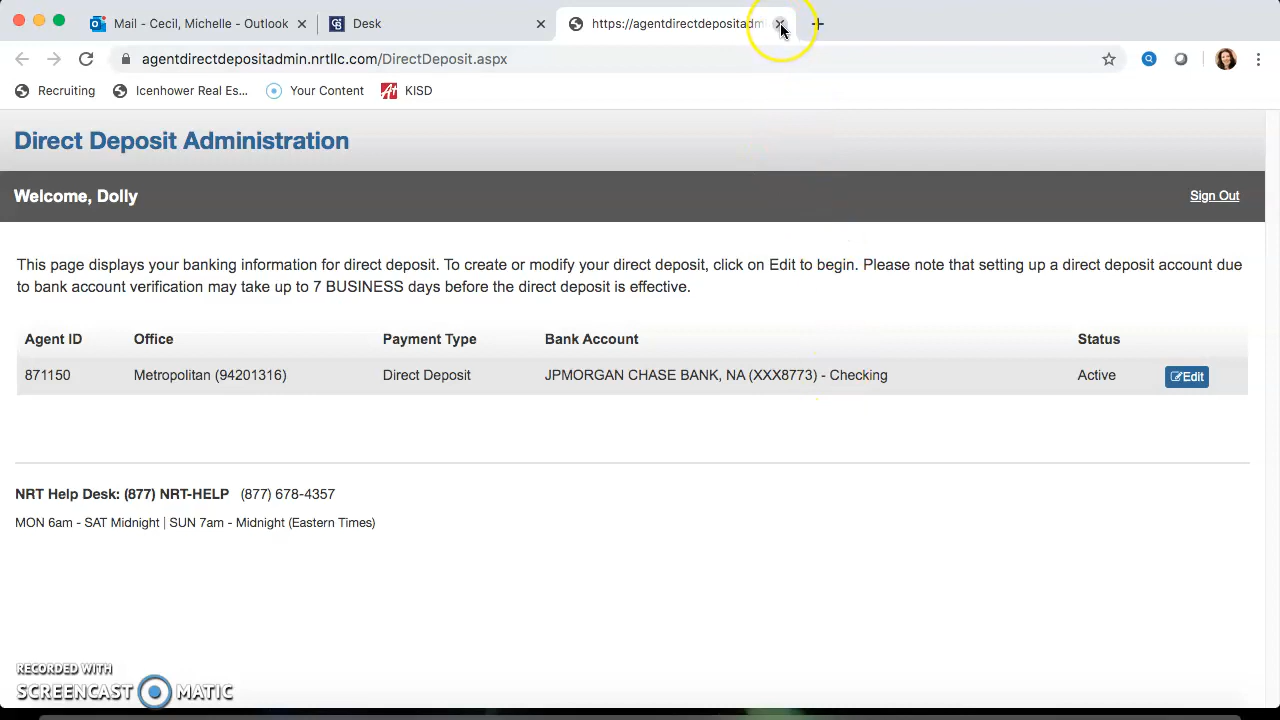 Mail - Cecil, Michelle - Outlook
Desk
https://agentdirectdepositadm
agentdirectdepositadmin.nrtllc.com/DirectDeposit.aspx
Recruiting
Icenhower Real Es...
Your Content
KISD
Direct Deposit Administration
Welcome, Dolly
Sign Out
This page displays your banking information for direct deposit. To create or modify your direct deposit, click on Edit to begin. Please note that setting up a direct deposit account due
to bank account verification may take up to 7 BUSINESS days before the direct deposit is effective.
Agent ID Office Payment Type Bank Account Status
871150 Metropolitan (94201316) Direct Deposit JPMORGAN CHASE BANK, NA (XXX8773) - Checking Active Edit
NRT Help Desk: (877) NRT-HELP (877) 678-4357
MON 6am - SAT Midnight | SUN 7am - Midnight (Eastern Times)
RECORDED WITH
SCREENCAST MATIC